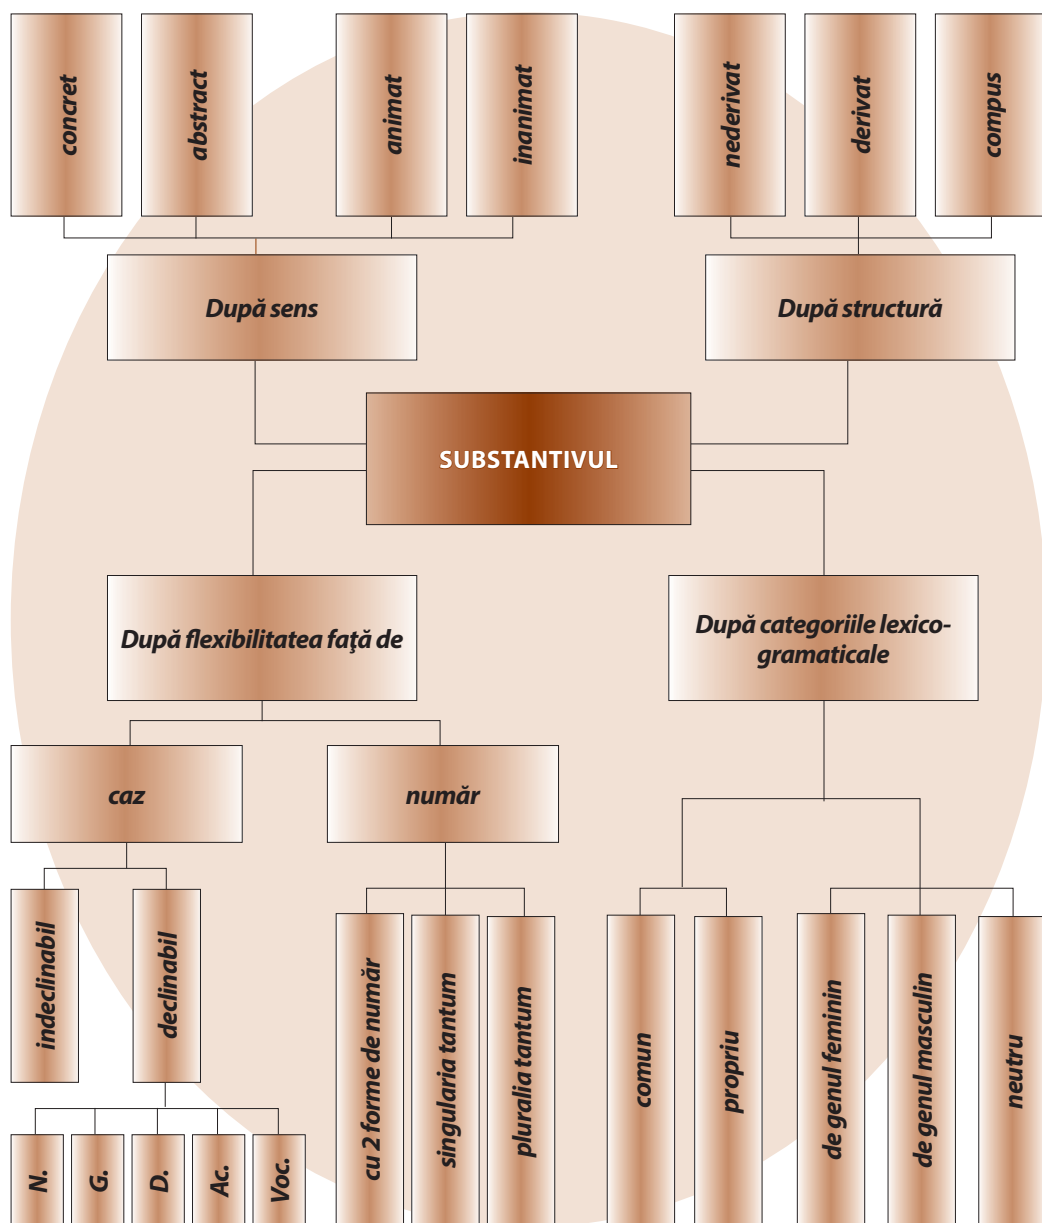 concret
abstract
animat
inanimat
nederivat
derivat
compus
După sens
După structură
SUBSTANTIVUL
După flexibilitatea faţă de
După categoriile lexico-
gramaticale
caz
număr
indeclinabil
declinabil
cu 2 forme de număr
singularia tantum
pluralia tantum
comun
propriu
de genul feminin
de genul masculin
neutru
N.
G.
D.
Ac.
Voc.